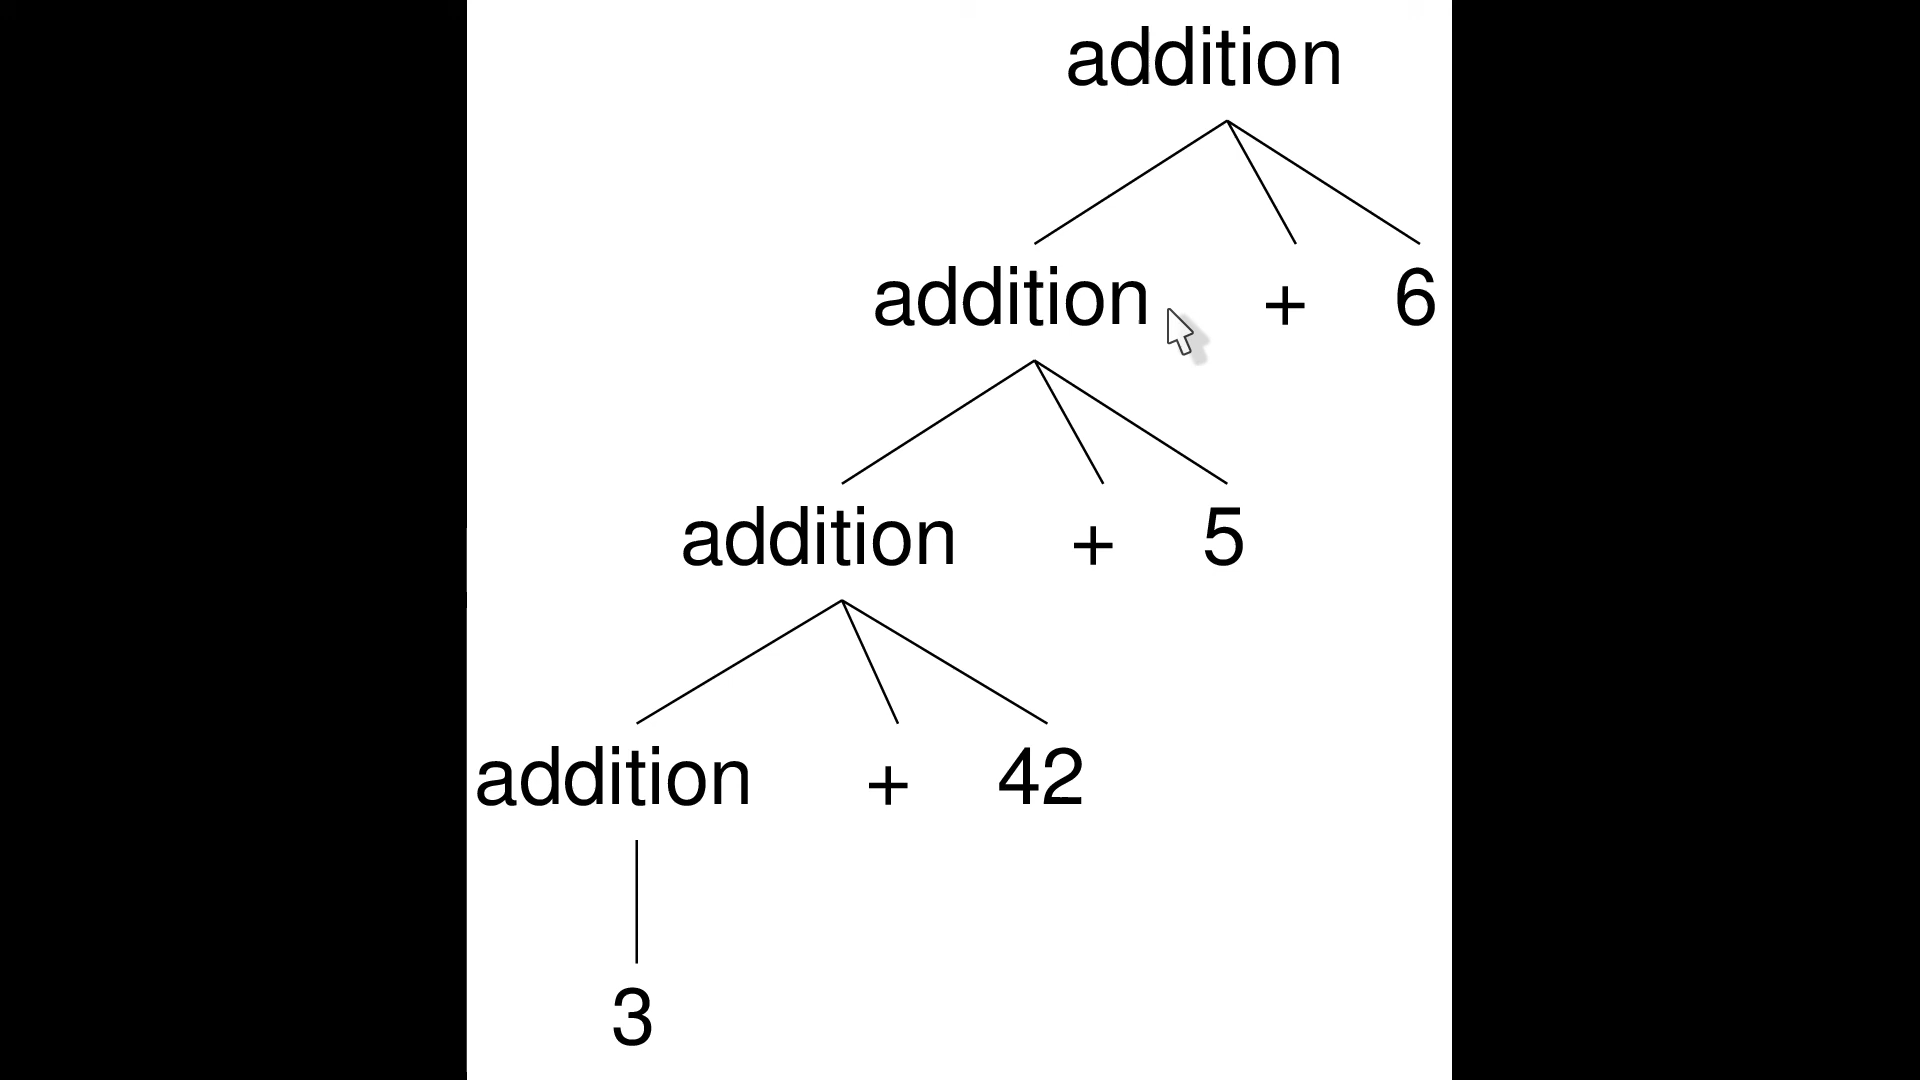 addition
addition + 6
addition + 5
addition + 42
3